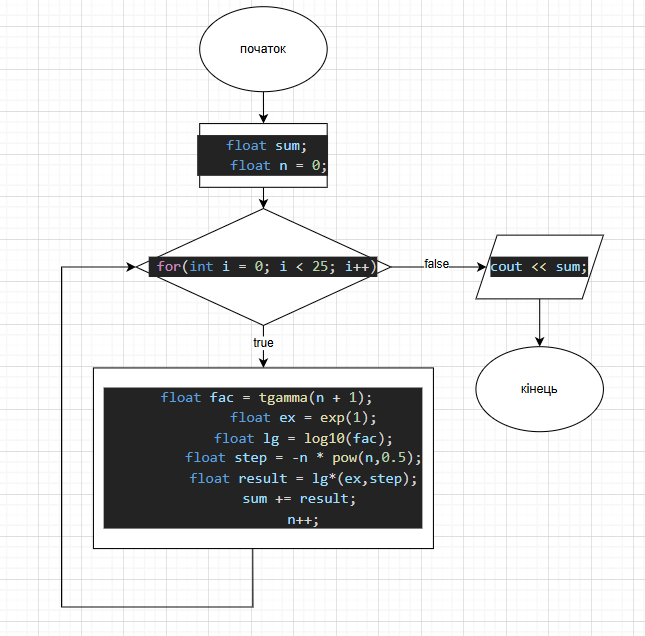 початок
float sum;
float n = 0;
for(int i = 0; i < 25; i++)
false
cout << sum;
true
кінець
float fac = tgamma(n + 1);
float ex = exp(1);
float lg = log10(fac);
float step = -n * pow(n,0.5);
float result = lg*(ex,step);
sum += result;
n++;